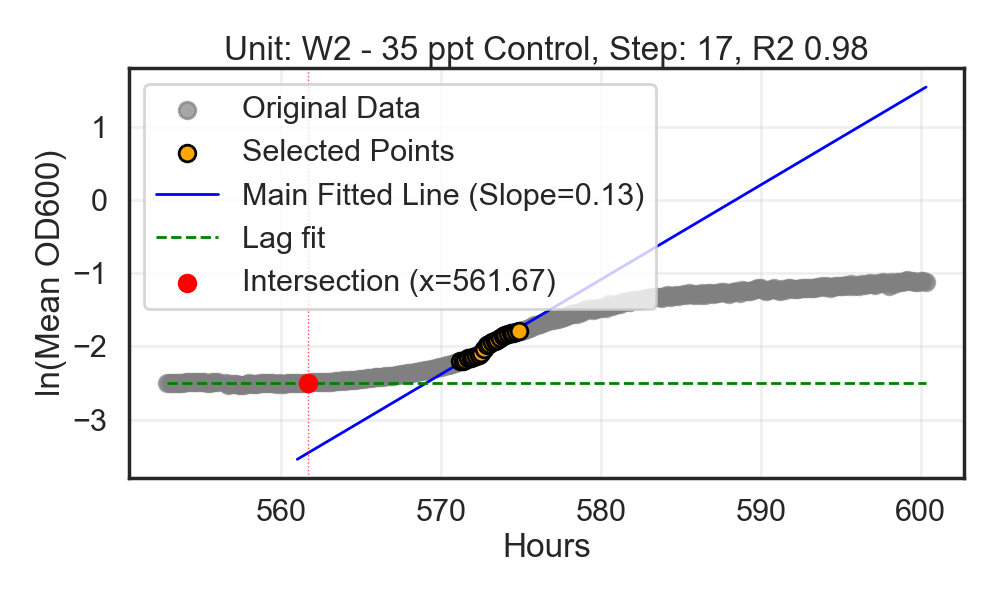 Unit: W2 - 35 ppt Control, Step: 17, R2 0.98
Original Data
Selected Points
Main Fitted Line (Slope=0.13)
Lag fit
Intersection (x=561.67)
ln(Mean OD600)
1
0
−1
−2
−3
560 570 580 590 600
Hours